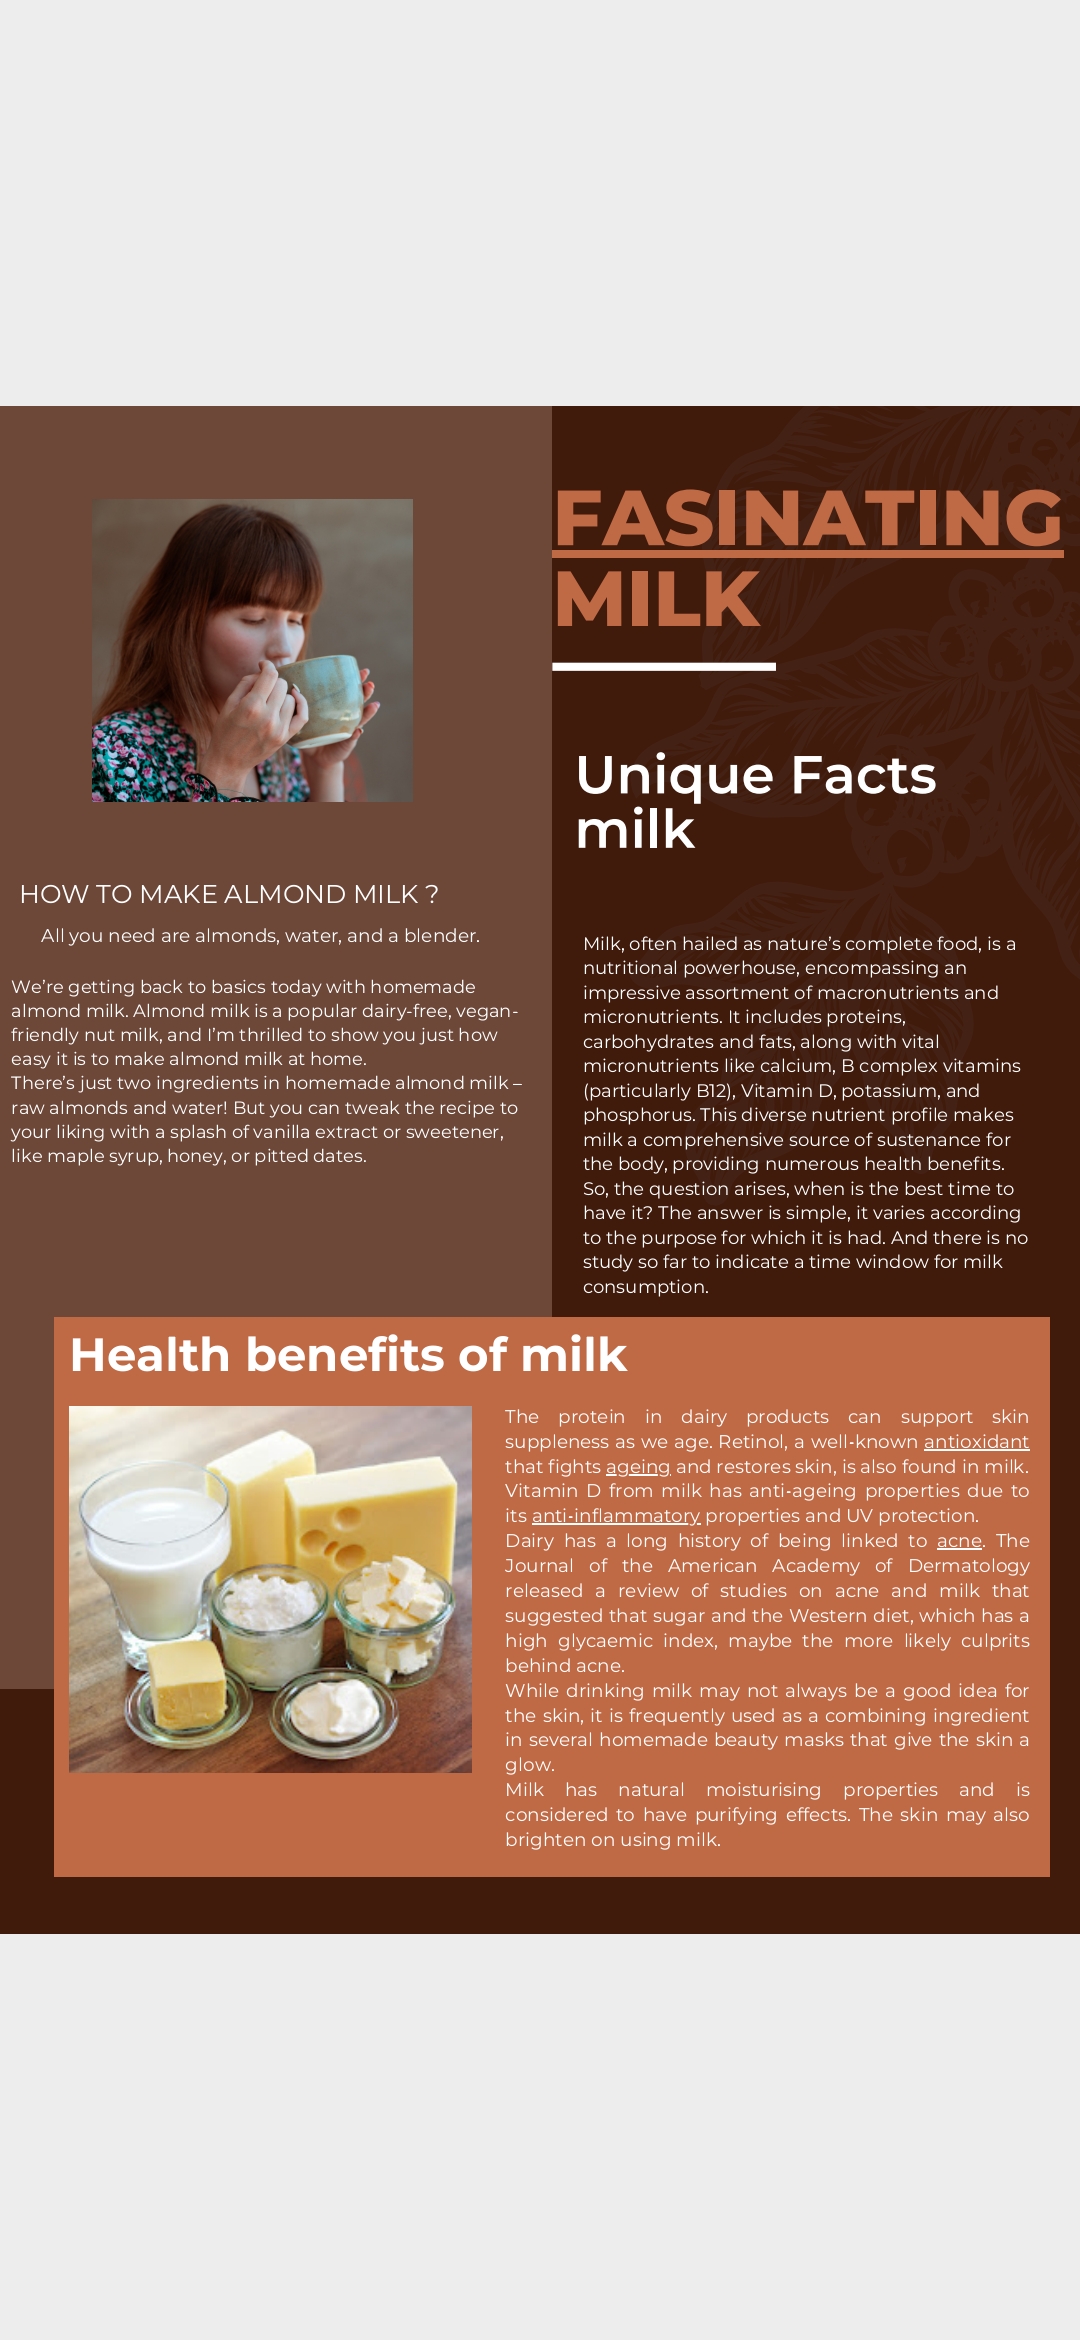 FASINATING
MILK
Unique Facts
milk
HOW TO MAKE ALMOND MILK ?
All you need are almonds, water, and a blender.
We’re getting back to basics today with homemade
almond milk. Almond milk is a popular dairy-free, vegan-
friendly nut milk, and I’m thrilled to show you just how
easy it is to make almond milk at home.
There’s just two ingredients in homemade almond milk –
raw almonds and water! But you can tweak the recipe to
your liking with a splash of vanilla extract or sweetener,
like maple syrup, honey, or pitted dates.
Milk, often hailed as nature’s complete food, is a
nutritional powerhouse, encompassing an
impressive assortment of macronutrients and
micronutrients. It includes proteins,
carbohydrates and fats, along with vital
micronutrients like calcium, B complex vitamins
(particularly B12), Vitamin D, potassium, and
phosphorus. This diverse nutrient profile makes
milk a comprehensive source of sustenance for
the body, providing numerous health benefits.
So, the question arises, when is the best time to
have it? The answer is simple, it varies according
to the purpose for which it is had. And there is no
study so far to indicate a time window for milk
consumption.
Health benefits of milk
The protein in dairy products can support skin
suppleness as we age. Retinol, a well-known antioxidant
that fights ageing and restores skin, is also found in milk.
Vitamin D from milk has anti-ageing properties due to
its anti-inflammatory properties and UV protection.
Dairy has a long history of being linked to acne. The
Journal of the American Academy of Dermatology
released a review of studies on acne and milk that
suggested that sugar and the Western diet, which has a
high glycaemic index, maybe the more likely culprits
behind acne.
While drinking milk may not always be a good idea for
the skin, it is frequently used as a combining ingredient
in several homemade beauty masks that give the skin a
glow.
Milk has natural moisturising properties and is
considered to have purifying effects. The skin may also
brighten on using milk.